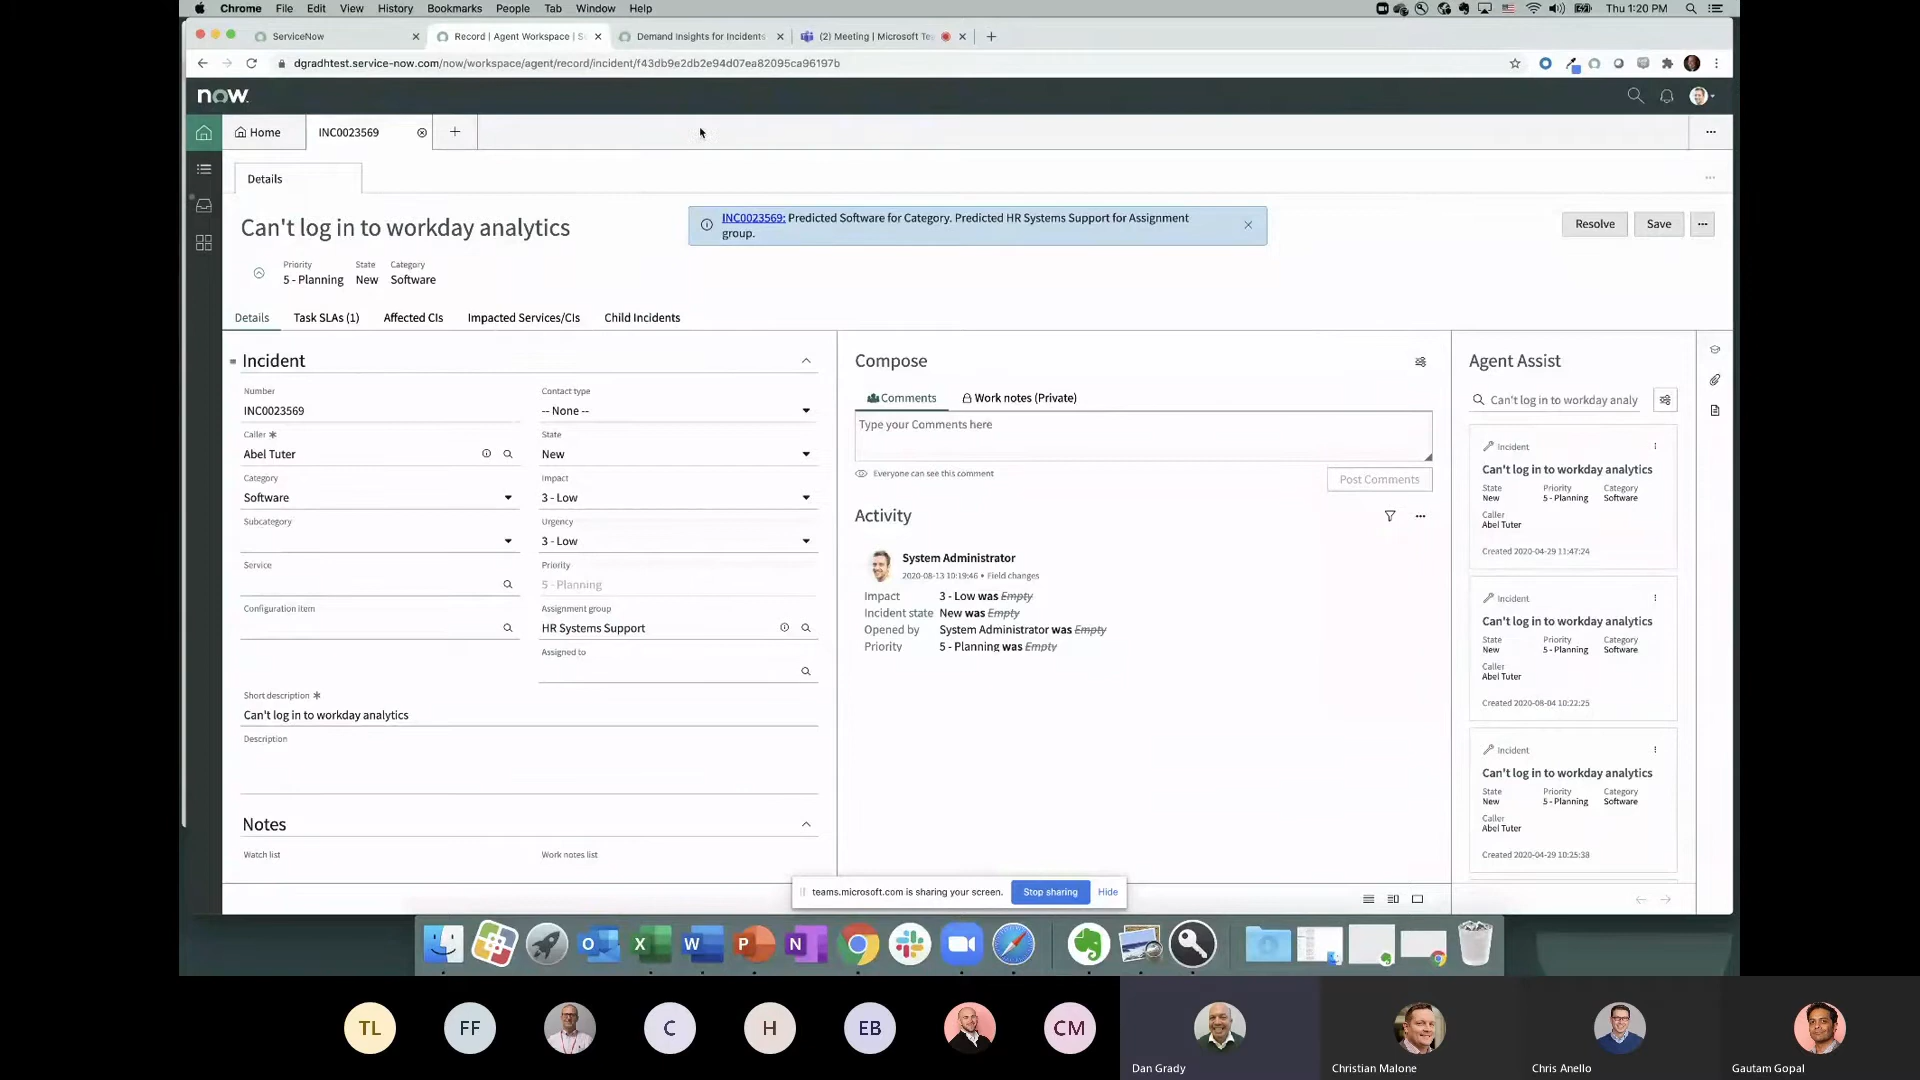 Chrome File Edit View History Bookmarks People Tab Window Help Thu 1:20 PM
ServiceNow Record | Agent Workspace | S Demand Insights for Incidents (2) Meeting | Microsoft Te
dgradhtest.service-now.com/now/workspace/agent/record/incident/f43db9e2db2e94d07ea82095ca96197b
now.
Home INC0023569
Details
Can't log in to workday analytics
INC0023569: Predicted Software for Category. Predicted HR Systems Support for Assignment
group.
Resolve Save
Priority State Category
5 - Planning New Software
Details Task SLAs (1) Affected CIs Impacted Services/CIs Child Incidents
Incident
Number
INC0023569
Caller
Abel Tuter
Category
Software
Subcategory
Service
Configuration item
Contact type
-- None --
State
New
Impact
3 - Low
Urgency
3 - Low
Priority
5 - Planning
Assignment group
HR Systems Support
Assigned to
Short description
Can't log in to workday analytics
Description
Notes
Watch list Work notes list
Compose
Comments Work notes (Private)
Type your Comments here
Everyone can see this comment
Post Comments
Activity
System Administrator
2020-08-13 10:19:46 • Field changes
Impact 3 - Low was Empty
Incident state New was Empty
Opened by System Administrator was Empty
Priority 5 - Planning was Empty
Agent Assist
Can't log in to workday analy
Incident
Can't log in to workday analytics
State Priority Category
New 5 - Planning Software
Caller
Abel Tuter
Created 2020-04-29 11:47:24
Incident
Can't log in to workday analytics
State Priority Category
New 5 - Planning Software
Caller
Abel Tuter
Created 2020-08-04 10:22:25
Incident
Can't log in to workday analytics
State Priority Category
New 5 - Planning Software
Caller
Abel Tuter
Created 2020-04-29 10:25:38
teams.microsoft.com is sharing your screen. Stop sharing Hide
O X W P N
TL FF C H EB CM
Dan Grady Christian Malone Chris Anello Gautam Gopal